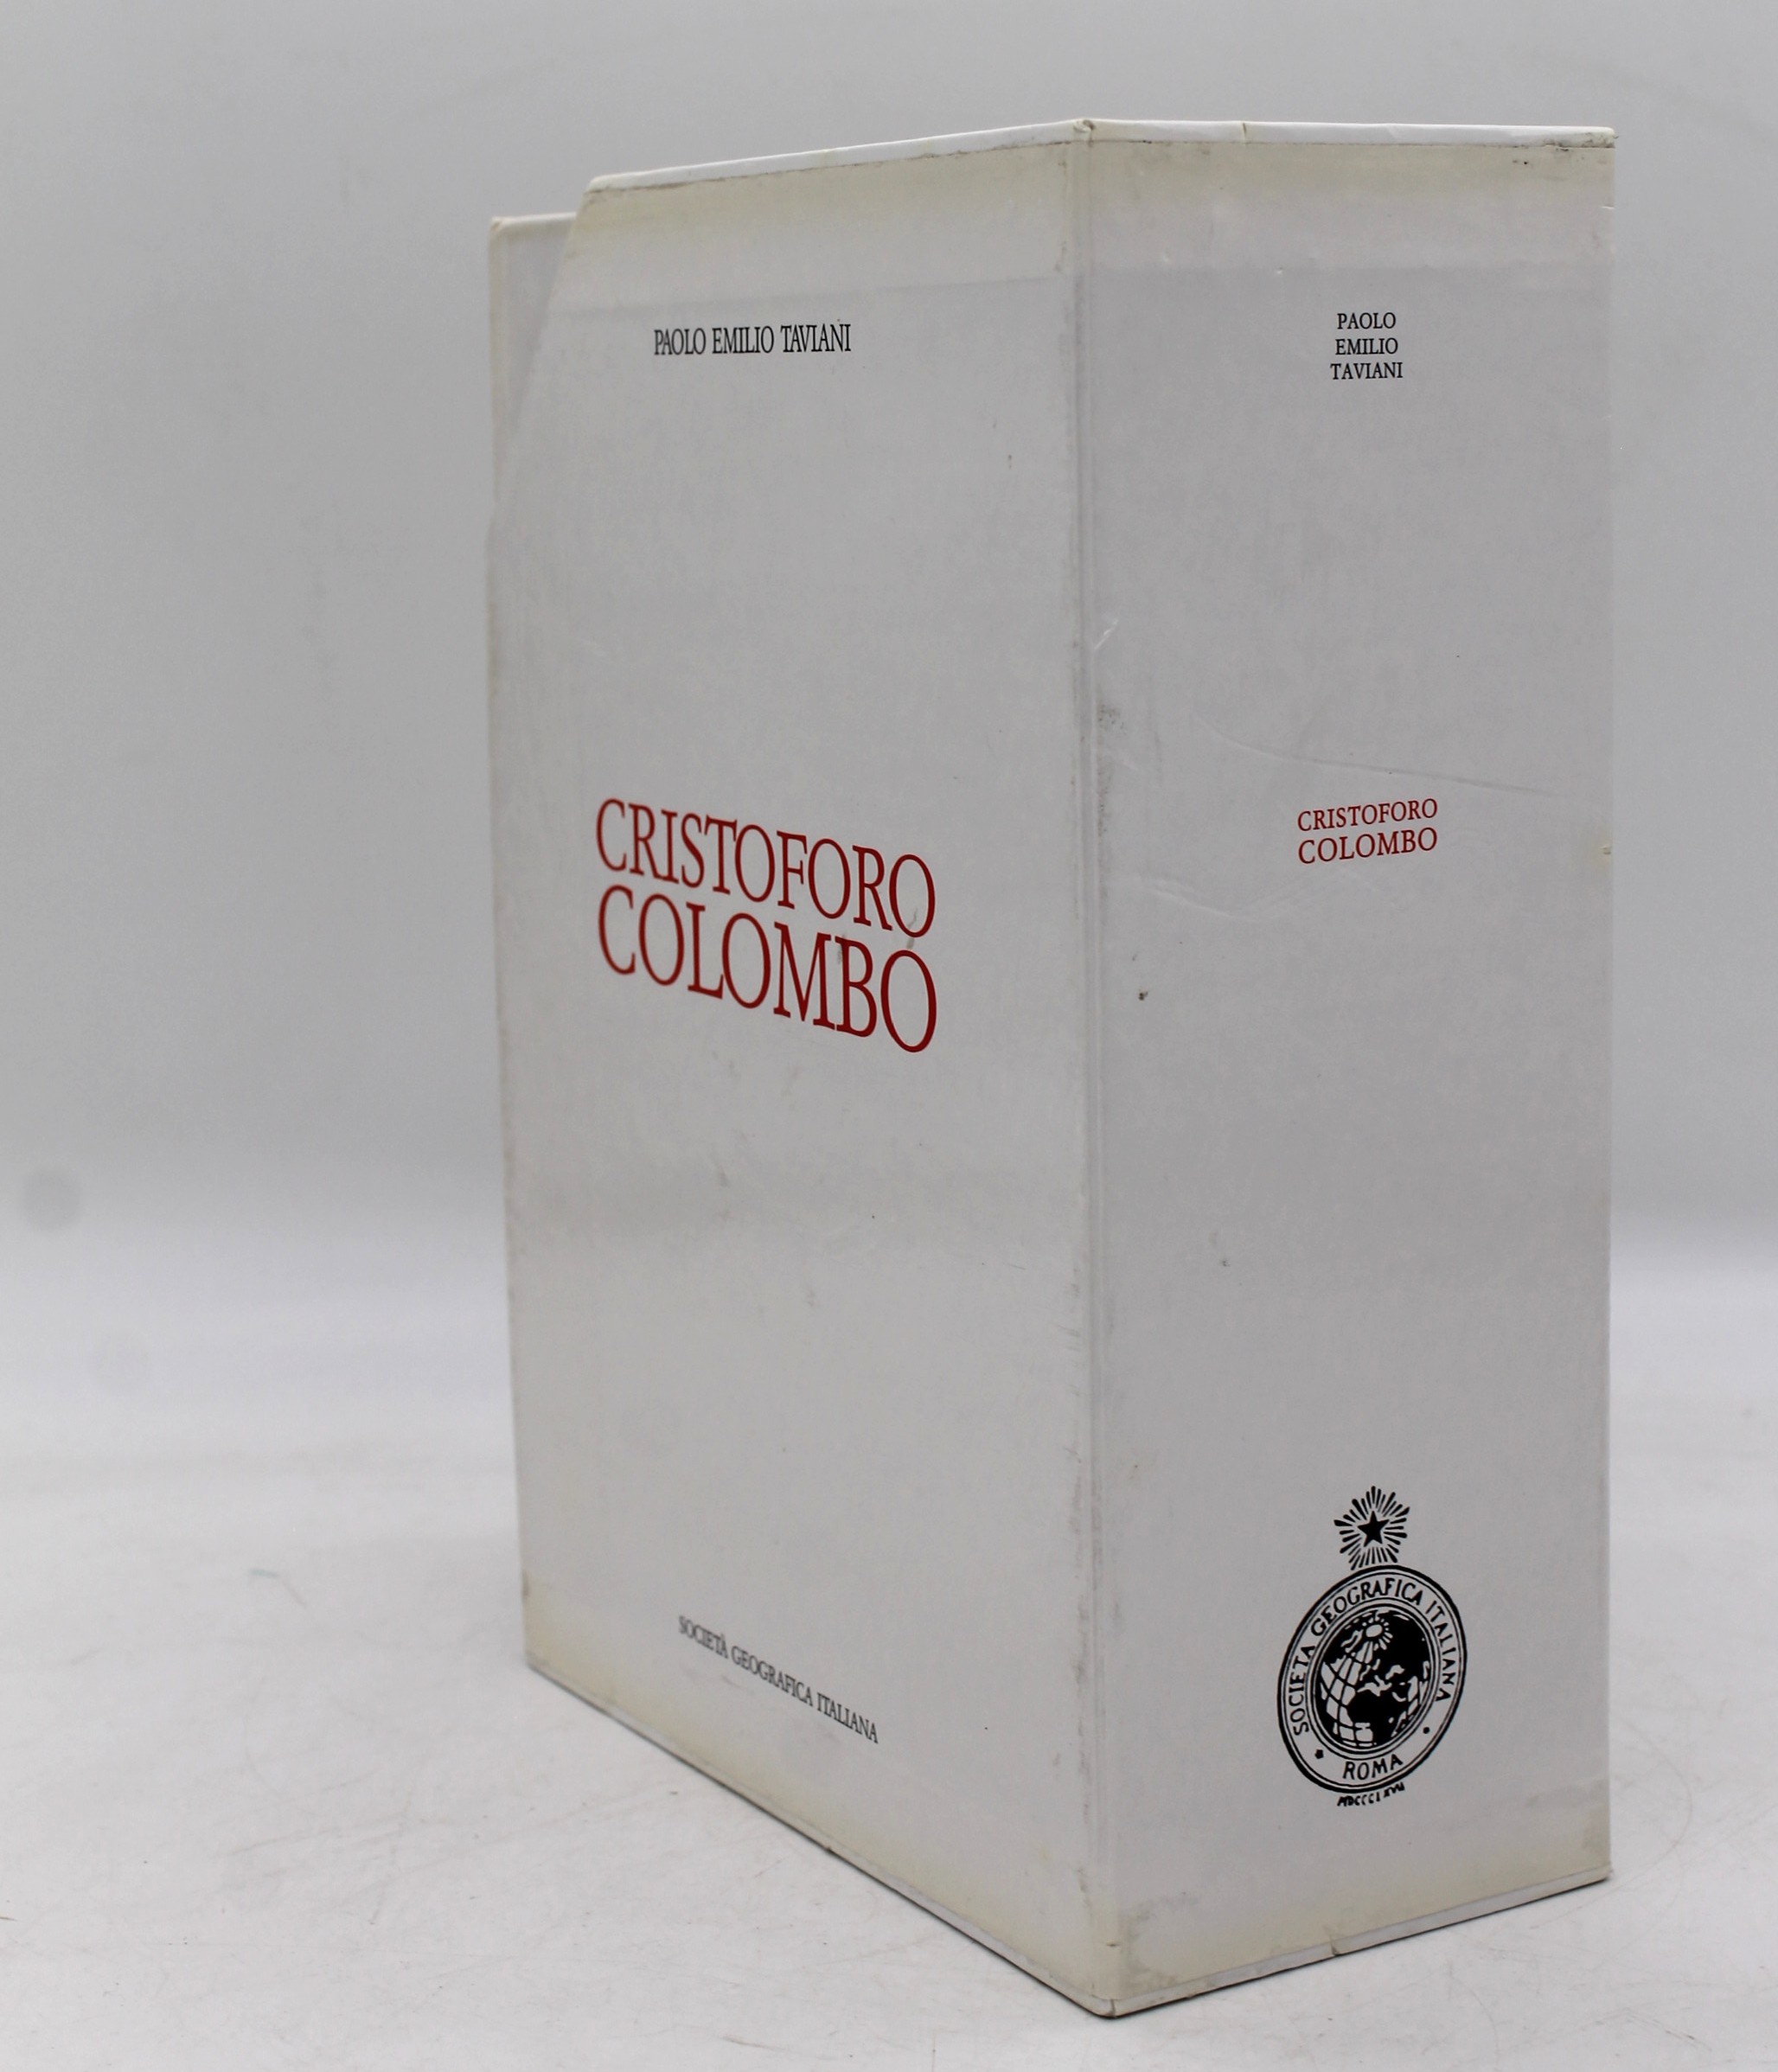 PAOLO EMILIO TAVIANI
CRISTOFORO
COLOMBO
SOCIETÀ GEOGRAFICA ITALIANA
PAOLO
EMILIO
TAVIANI
CRISTOFORO
COLOMBO
SOCIETÀ GEOGRAFICA ITALIANA
ROMA
MDCCCLXVII